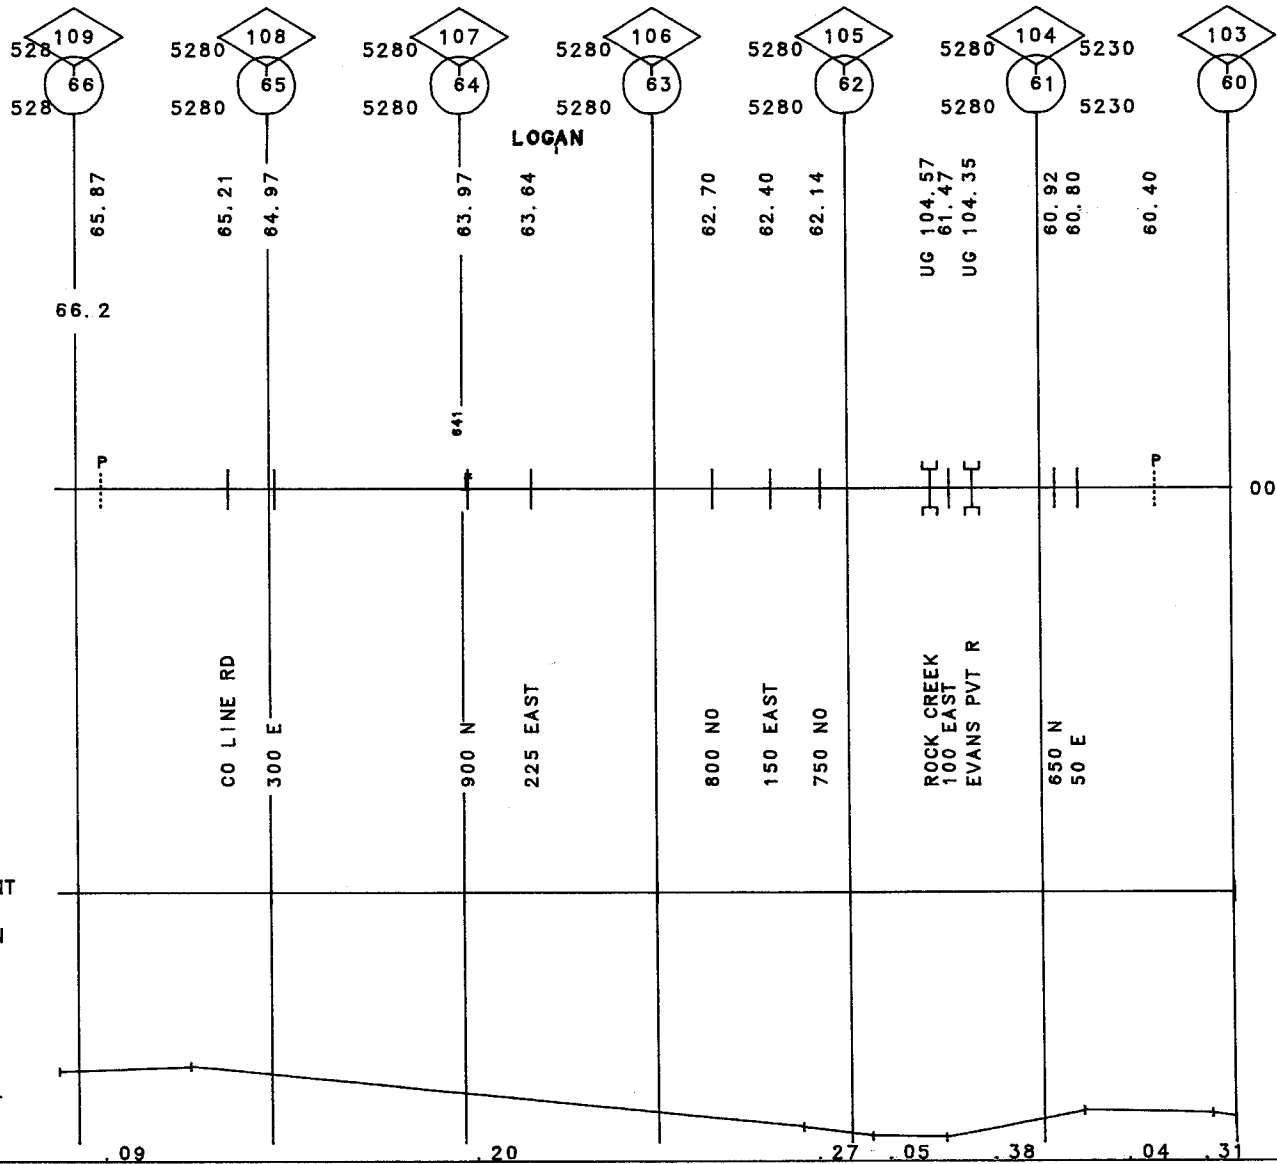 109 108 107 106 105 104 103
528 5280 5280 5280 5280 5280 5230
66 65 64 63 62 61 60
528 5280 5280 5280 5280 5280 5230
LOGAN
65.87
65.21
64.97
63.97
63.64
62.70
62.40
62.14
UG 104.57
61.47
UG 104.35
60.92
60.80
60.40
66.2
641
P
P
00
CO LINE RD
300 E
900 N
225 EAST
800 NO
150 EAST
750 NO
ROCK CREEK
100 EAST
EVANS PVT R
650 N
50 E
.09 .20 .27 .05 .38 .04 .31